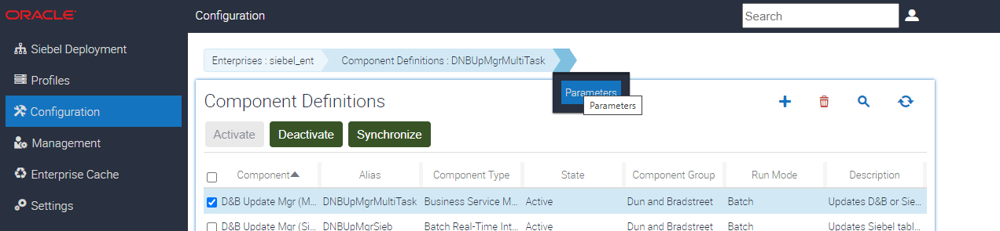 ORACLE
Configuration
Search
Siebel Deployment
Profiles
Configuration
Management
Enterprise Cache
Settings
Enterprises : siebel_ent
Component Definitions : DNBUpMgrMultiTask
Parameters
Parameters
Component Definitions
Activate Deactivate Synchronize
Component Alias Component Type State Component Group Run Mode Description
D&B Update Mgr (M... DNBUpMgrMultiTask Business Service M... Active Dun and Bradstreet Batch Updates D&B or Sie...
D&B Update Mgr (Si... DNBUpMgrSieb Batch Real-Time Int... Active Dun and Bradstreet Batch Updates Siebel tabl...